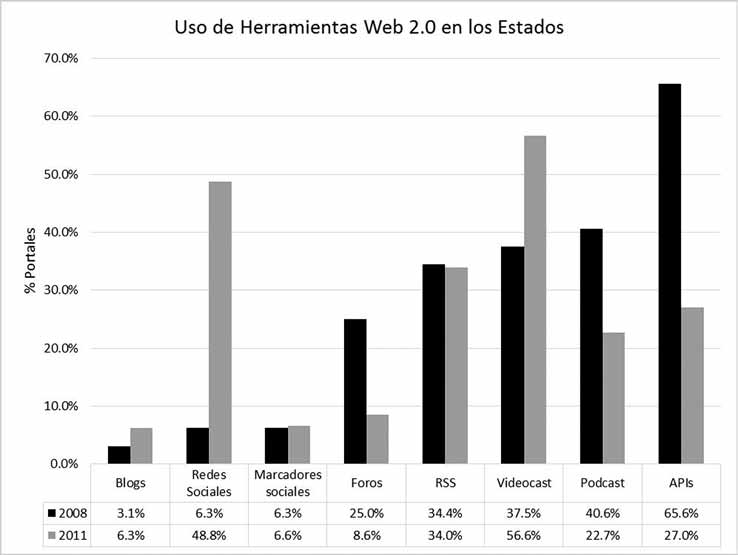 Uso de Herramientas Web 2.0 en los Estados
% Portales
70.0%
60.0%
50.0%
40.0%
30.0%
20.0%
10.0%
0.0%
Blogs Redes Sociales Marcadores sociales Foros RSS Videocast Podcast APIs
2008 3.1% 6.3% 6.3% 25.0% 34.4% 37.5% 40.6% 65.6%
2011 6.3% 48.8% 6.6% 8.6% 34.0% 56.6% 22.7% 27.0%